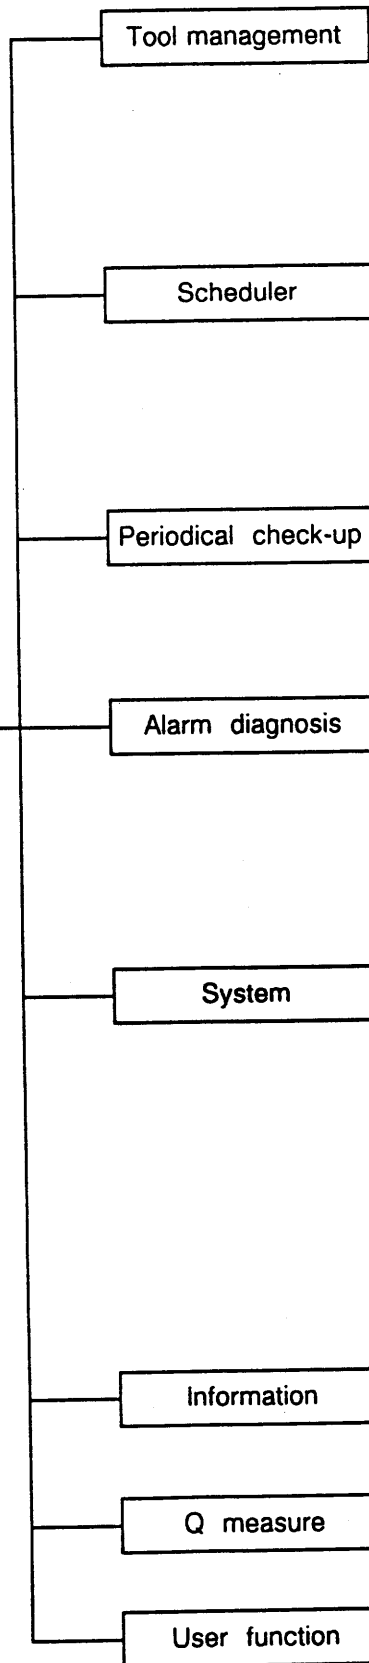 Tool management
Scheduler
Periodical check-up
Alarm diagnosis
System
Information
Q measure
User function